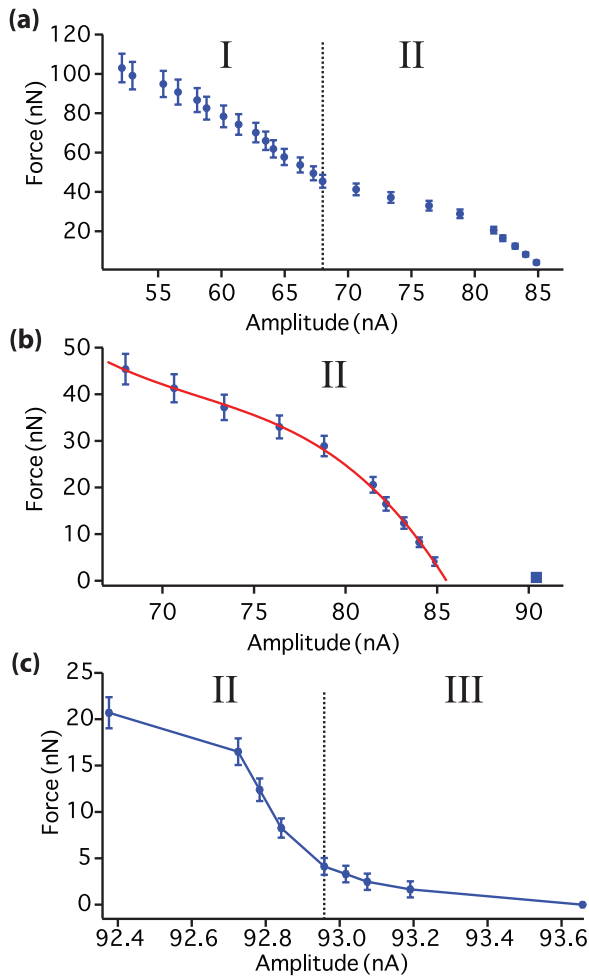 (a)
I II
120
100
80
60
40
20
Force (nN)
55 60 65 70 75 80 85
Amplitude (nA)
(b)
II
50
40
30
20
10
0
Force (nN)
70 75 80 85 90
Amplitude (nA)
(c)
II III
25
20
15
10
5
0
Force (nN)
92.4 92.6 92.8 93.0 93.2 93.4 93.6
Amplitude (nA)